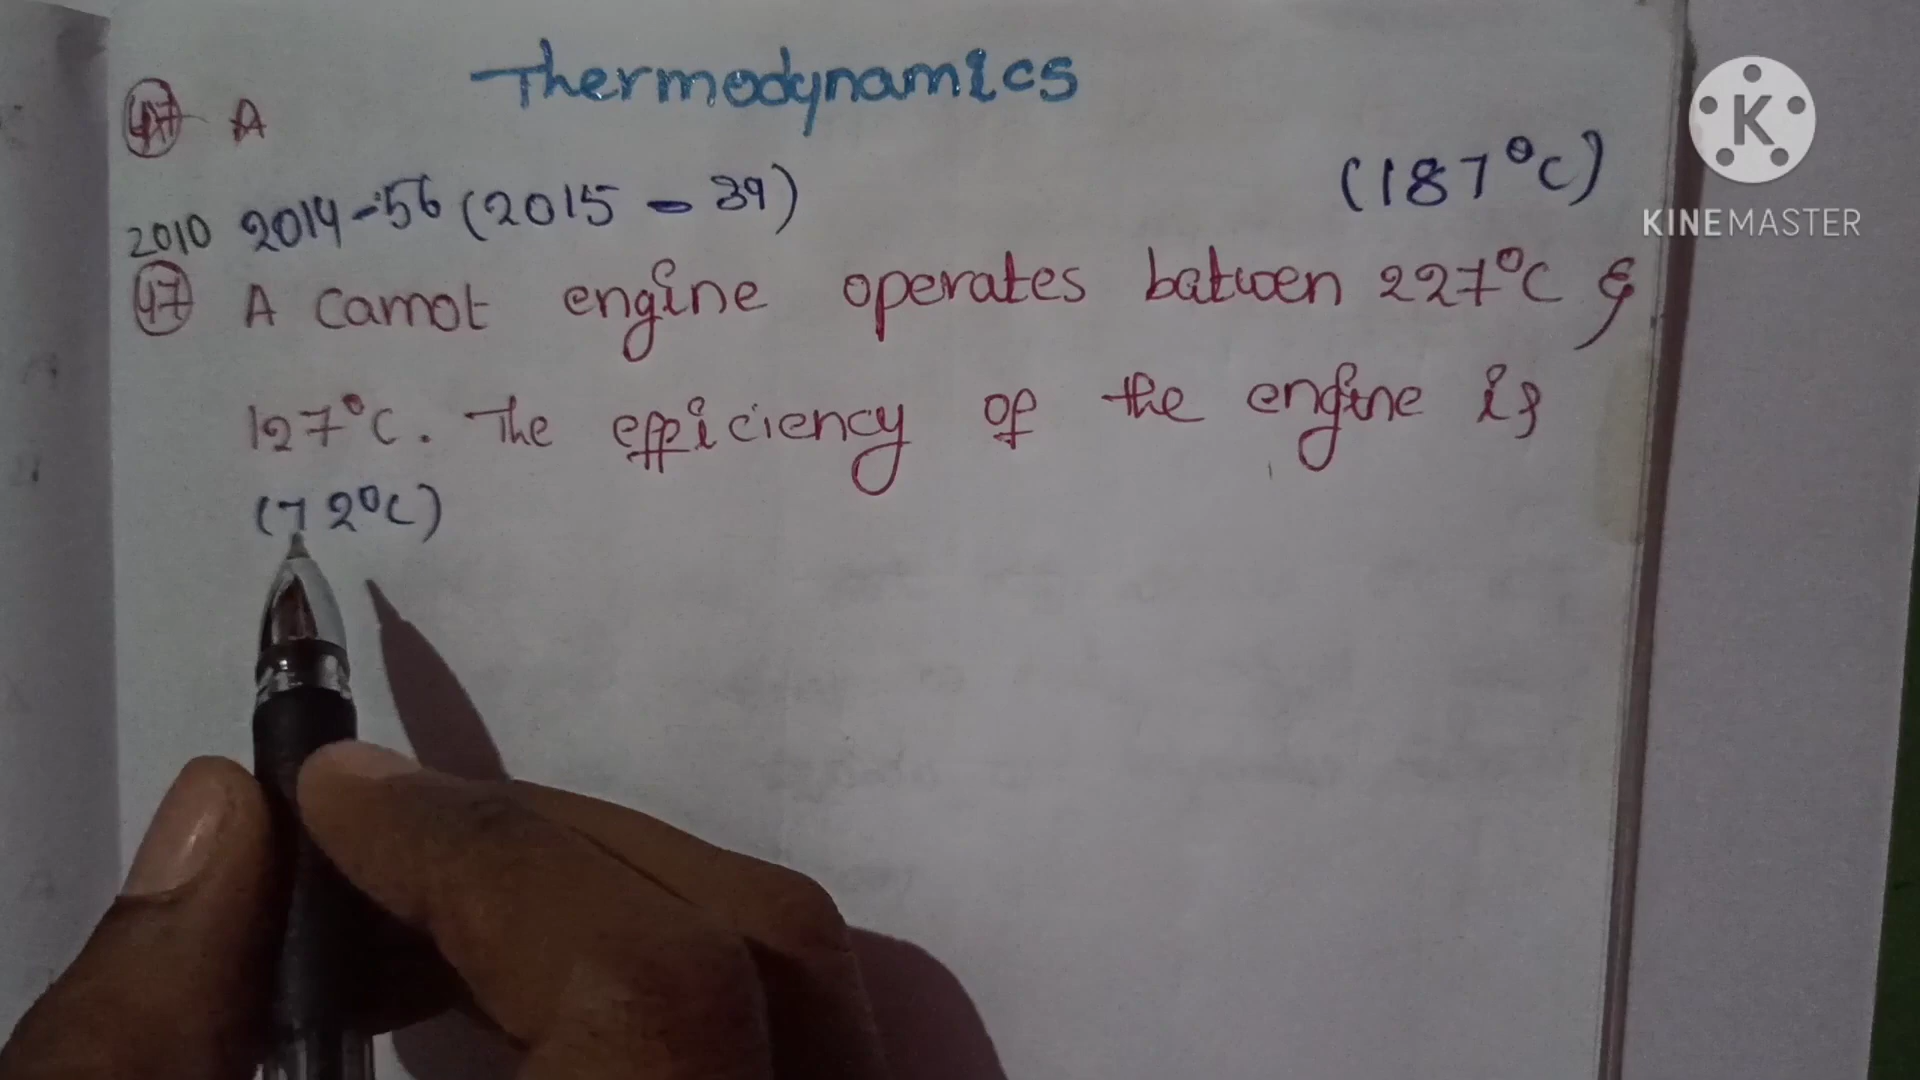 Thermodynamics
47 A
2010 2014-56 (2015 - 39) (187°C)
47 A carnot engine operates batwen 227°C &
127°C. The efficiency of the engine is
(72°C)
K
KINEMASTER